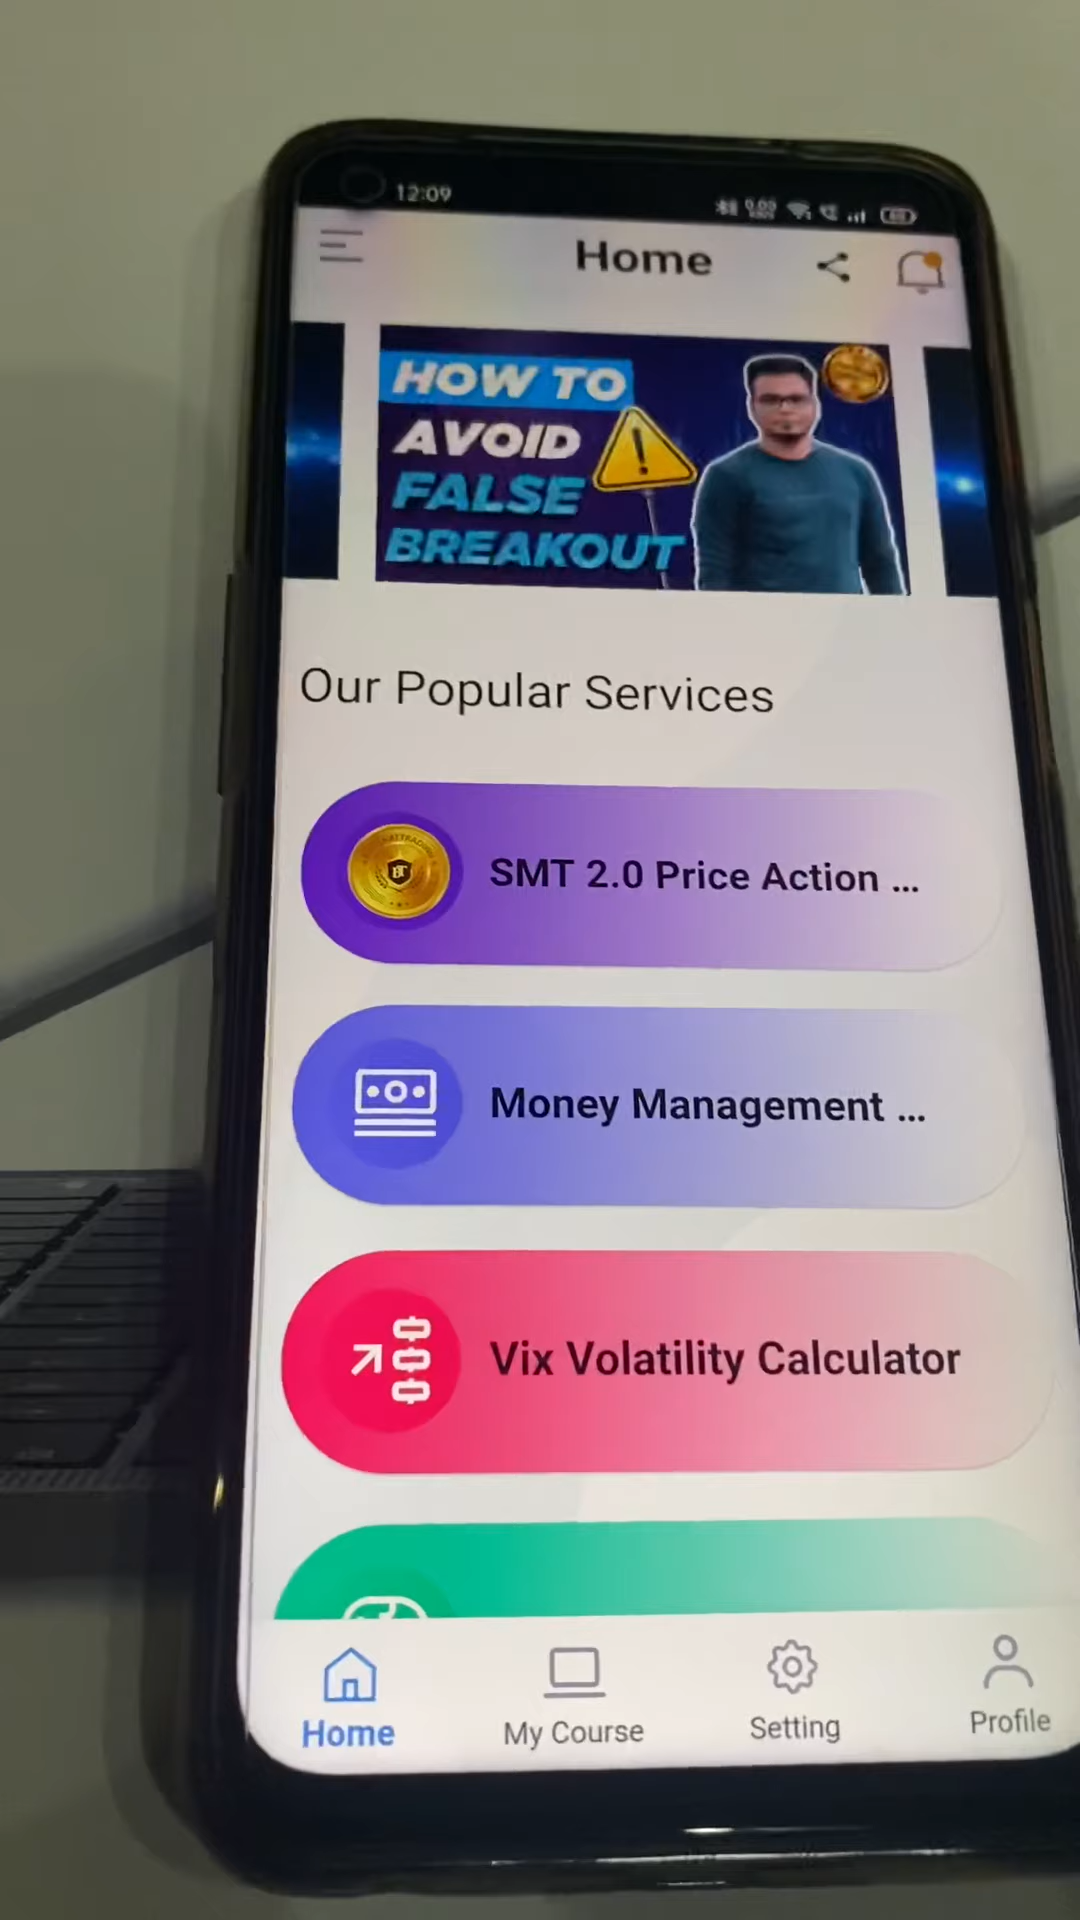 12:09
Home
HOW TO
AVOID
FALSE
BREAKOUT
Our Popular Services
SMT 2.0 Price Action ...
Money Management ...
Vix Volatility Calculator
Home
My Course
Setting
Profile